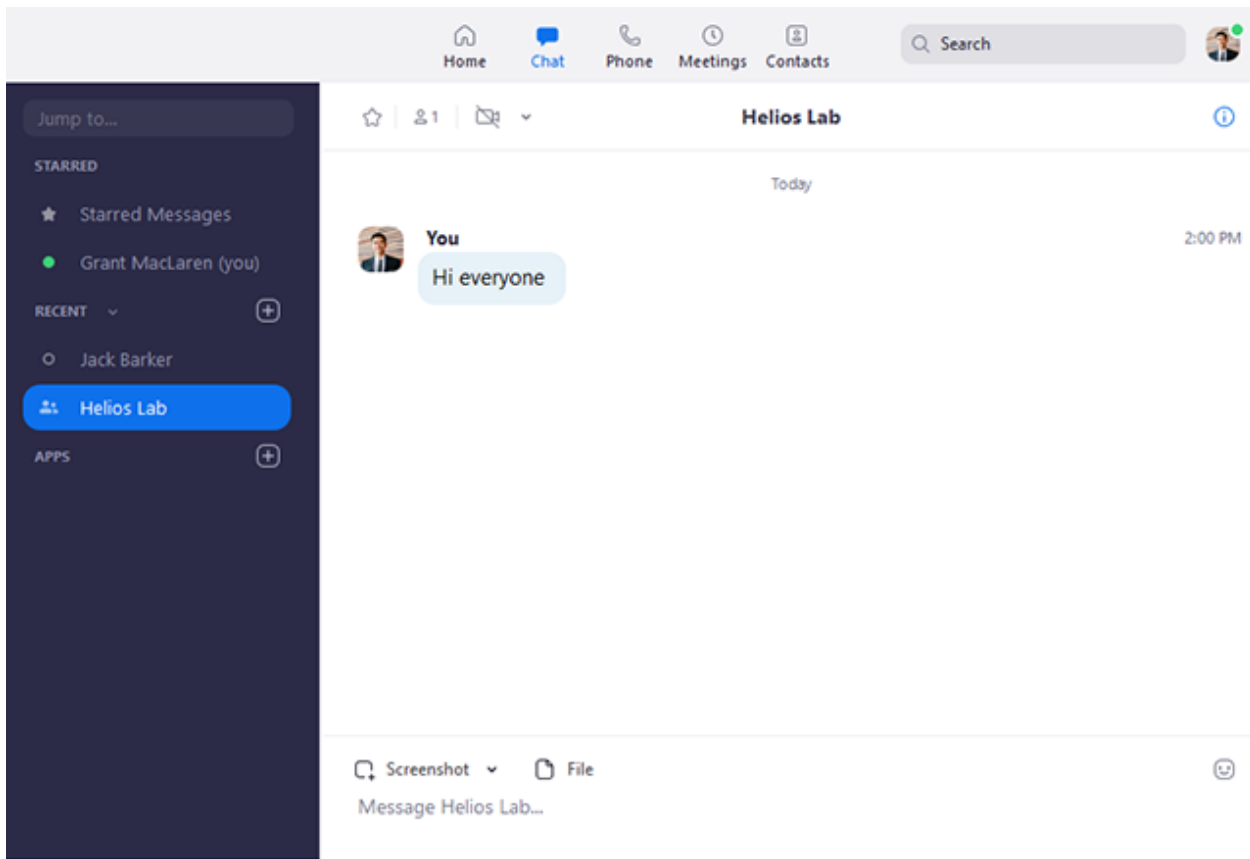 Home Chat Phone Meetings Contacts Search
Jump to...
STARRED
Starred Messages
Grant MacLaren (you)
RECENT
Jack Barker
Helios Lab
APPS
1 Helios Lab
Today
You 2:00 PM
Hi everyone
Screenshot File
Message Helios Lab...